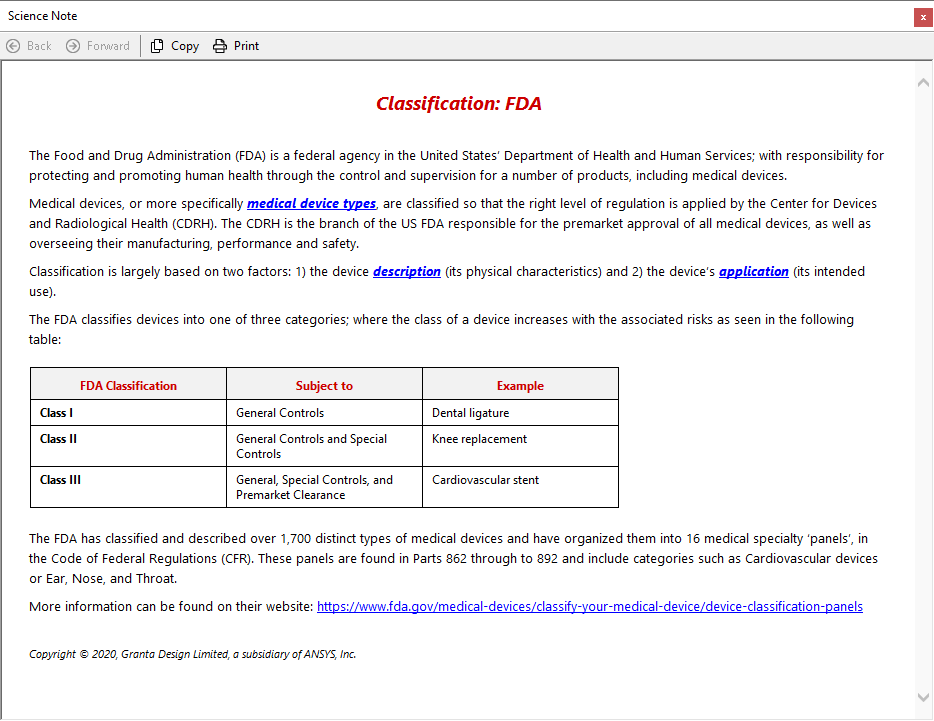 Science Note
x
Back Forward Copy Print
Classification: FDA
The Food and Drug Administration (FDA) is a federal agency in the United States’ Department of Health and Human Services; with responsibility for
protecting and promoting human health through the control and supervision for a number of products, including medical devices.
Medical devices, or more specifically medical device types, are classified so that the right level of regulation is applied by the Center for Devices
and Radiological Health (CDRH). The CDRH is the branch of the US FDA responsible for the premarket approval of all medical devices, as well as
overseeing their manufacturing, performance and safety.
Classification is largely based on two factors: 1) the device description (its physical characteristics) and 2) the device’s application (its intended
use).
The FDA classifies devices into one of three categories; where the class of a device increases with the associated risks as seen in the following
table:
FDA Classification Subject to Example
Class I General Controls Dental ligature
Class II General Controls and Special Knee replacement
Controls
Class III General, Special Controls, and Cardiovascular stent
Premarket Clearance
The FDA has classified and described over 1,700 distinct types of medical devices and have organized them into 16 medical specialty ‘panels’, in
the Code of Federal Regulations (CFR). These panels are found in Parts 862 through to 892 and include categories such as Cardiovascular devices
or Ear, Nose, and Throat.
More information can be found on their website: https://www.fda.gov/medical-devices/classify-your-medical-device/device-classification-panels
Copyright © 2020, Granta Design Limited, a subsidiary of ANSYS, Inc.